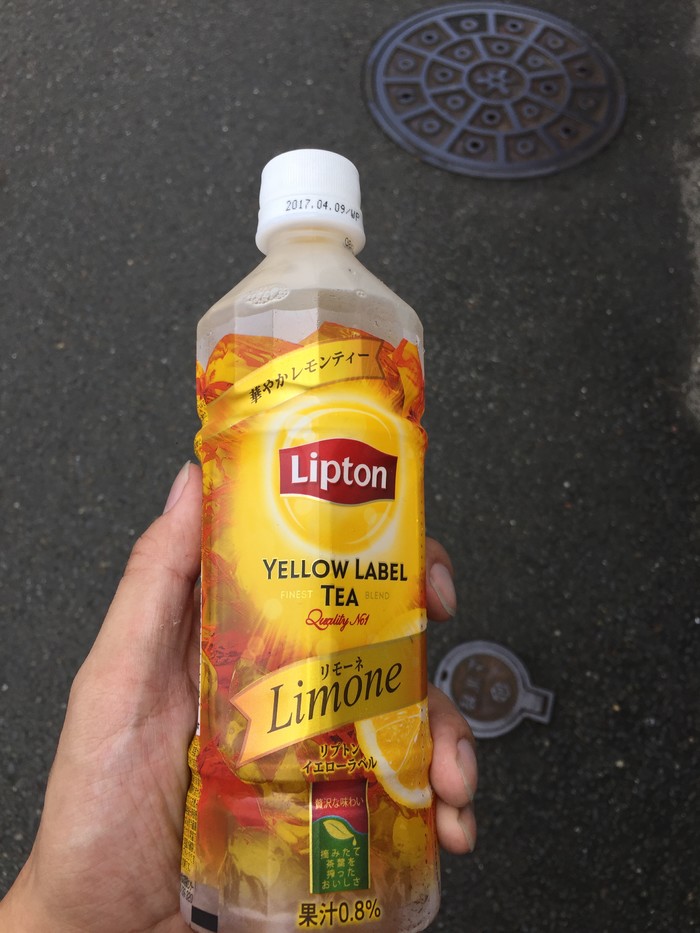 2017.04.09/WP
華やかレモンティー
Lipton
YELLOW LABEL
FINEST TEA BLEND
Quality No1
リモーネ
Limone
リプトン
イエローラベル
贅沢な味わい
摘みたて
茶葉を
搾った
おいしさ
果汁0.8%